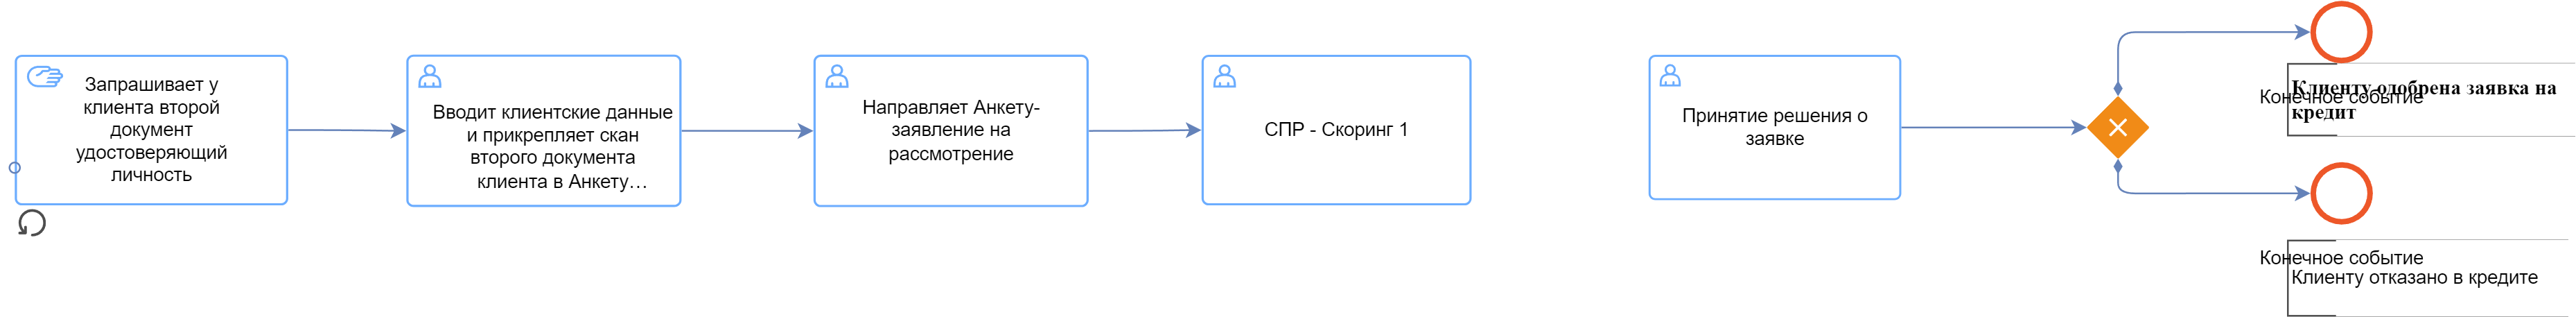 Запрашивает у
клиента второй
документ
удостоверяющий
личность
Вводит клиентские данные
и прикрепляет скан
второго документа
клиента в Анкету…
Направляет Анкету-
заявление на
рассмотрение
СПР - Скоринг 1
Принятие решения о
заявке
Клиенту одобрена заявка на
кредит
Конечное событие
Конечное событие
Клиенту отказано в кредите